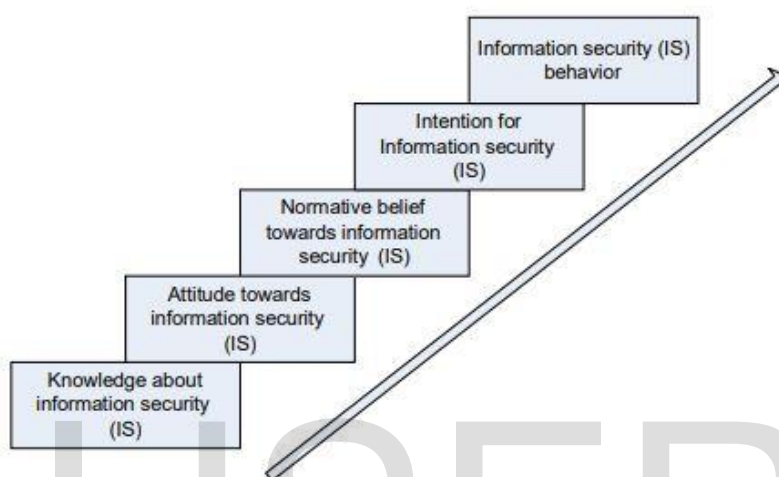 Information security (IS)
behavior
Intention for
Information security
(IS)
Normative belief
towards information
security (IS)
Attitude towards
information security
(IS)
Knowledge about
information security
(IS)
IJSER